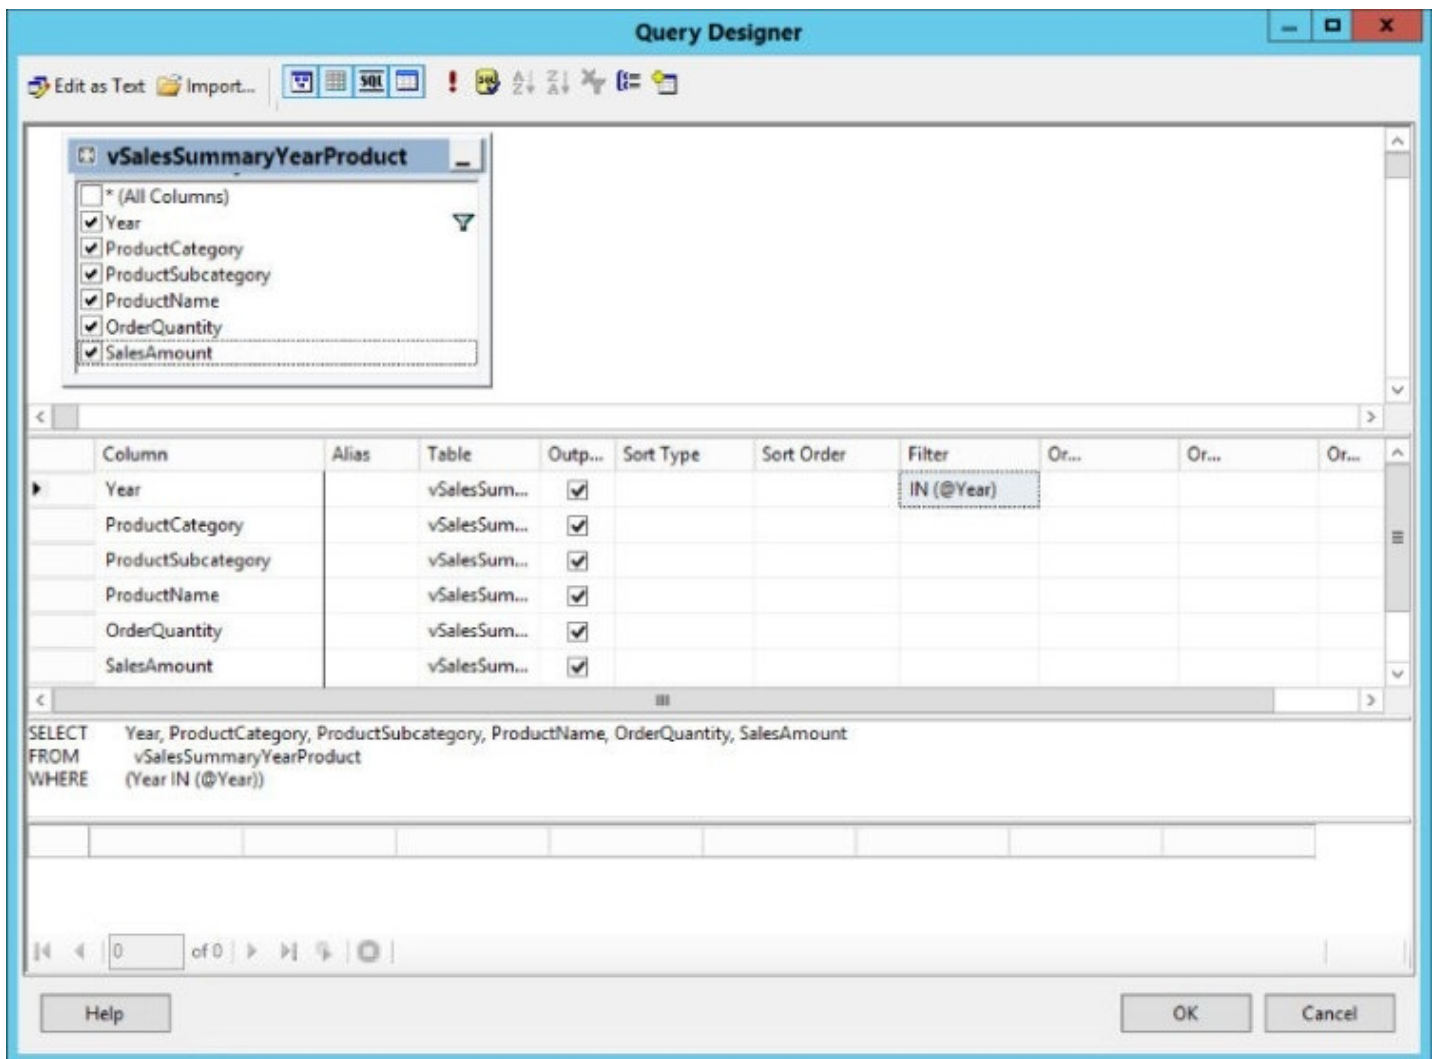 Query Designer
Edit as Text Import... SQL
vSalesSummaryYearProduct
* (All Columns)
Year
ProductCategory
ProductSubcategory
ProductName
OrderQuantity
SalesAmount
Column Alias Table Outp... Sort Type Sort Order Filter Or... Or... Or...
Year vSalesSum... IN (@Year)
ProductCategory vSalesSum...
ProductSubcategory vSalesSum...
ProductName vSalesSum...
OrderQuantity vSalesSum...
SalesAmount vSalesSum...
SELECT Year, ProductCategory, ProductSubcategory, ProductName, OrderQuantity, SalesAmount
FROM vSalesSummaryYearProduct
WHERE (Year IN (@Year))
0 of 0
Help OK Cancel